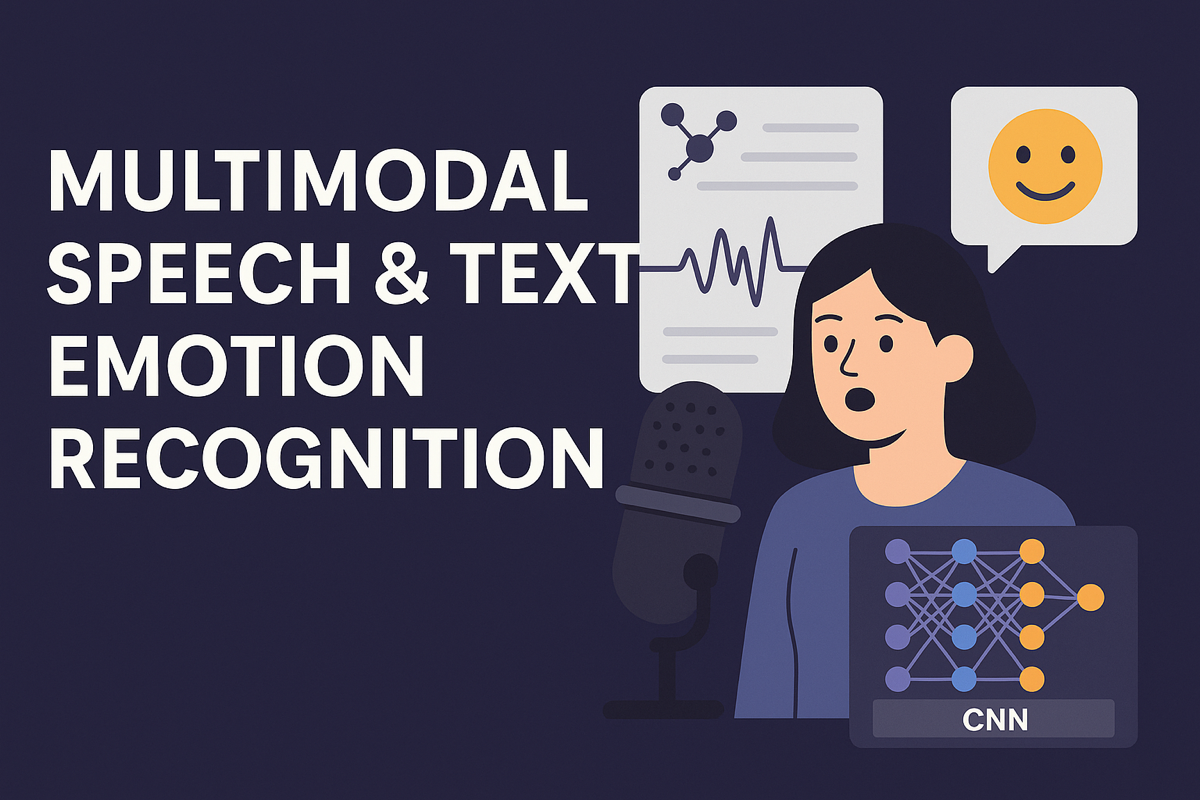 MULTIMODAL
SPEECH & TEXT
EMOTION
RECOGNITION
CNN